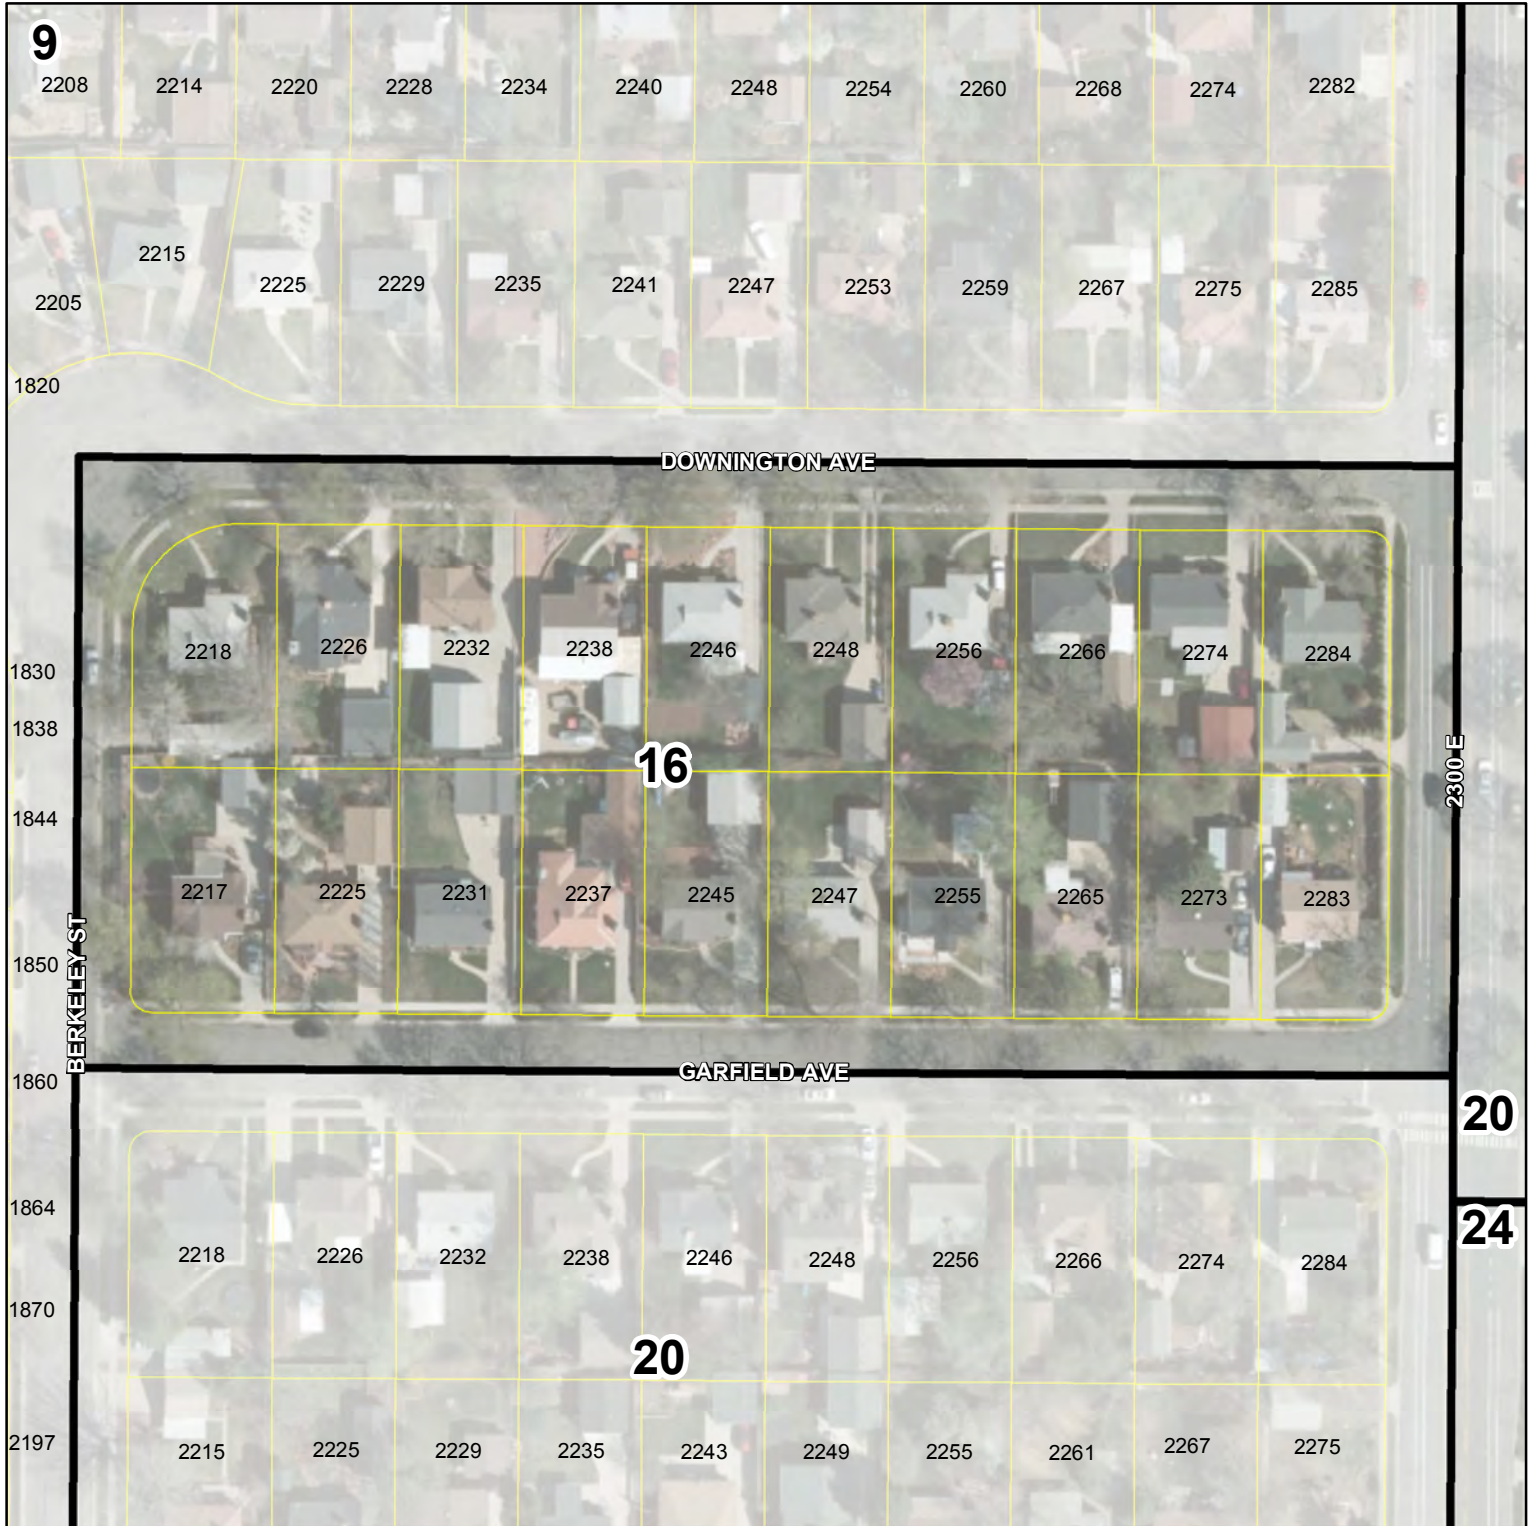 9
2208 2214 2220 2228 2234 2240 2248 2254 2260 2268 2274 2282
2215
2205 2225 2229 2235 2241 2247 2253 2259 2267 2275 2285
1820
DOWNINGTON AVE
2218 2226 2232 2238 2246 2248 2256 2266 2274 2284
1830
1838
16
2300 E
1844
2217 2225 2231 2237 2245 2247 2255 2265 2273 2283
1850
BERKELEY ST
GARFIELD AVE
1860
20
1864
24
2218 2226 2232 2238 2246 2248 2256 2266 2274 2284
1870
20
2197
2215 2225 2229 2235 2243 2249 2255 2261 2267 2275